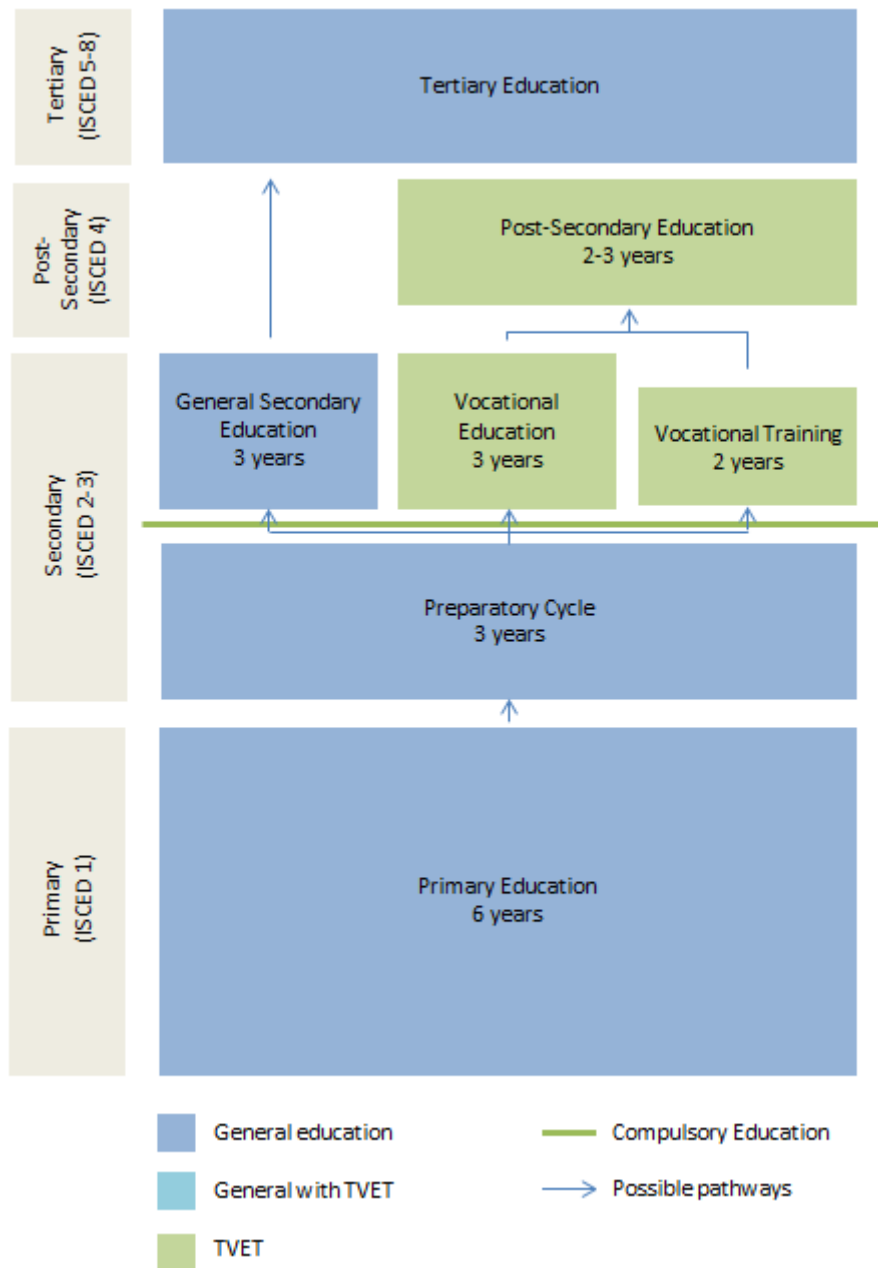 Tertiary
(ISCED 5-8)
Tertiary Education
Post-
Secondary
(ISCED 4)
Post-Secondary Education
2-3 years
Secondary
(ISCED 2-3)
General Secondary
Education
3 years
Vocational
Education
3 years
Vocational Training
2 years
Preparatory Cycle
3 years
Primary
(ISCED 1)
Primary Education
6 years
General education
Compulsory Education
General with TVET
Possible pathways
TVET